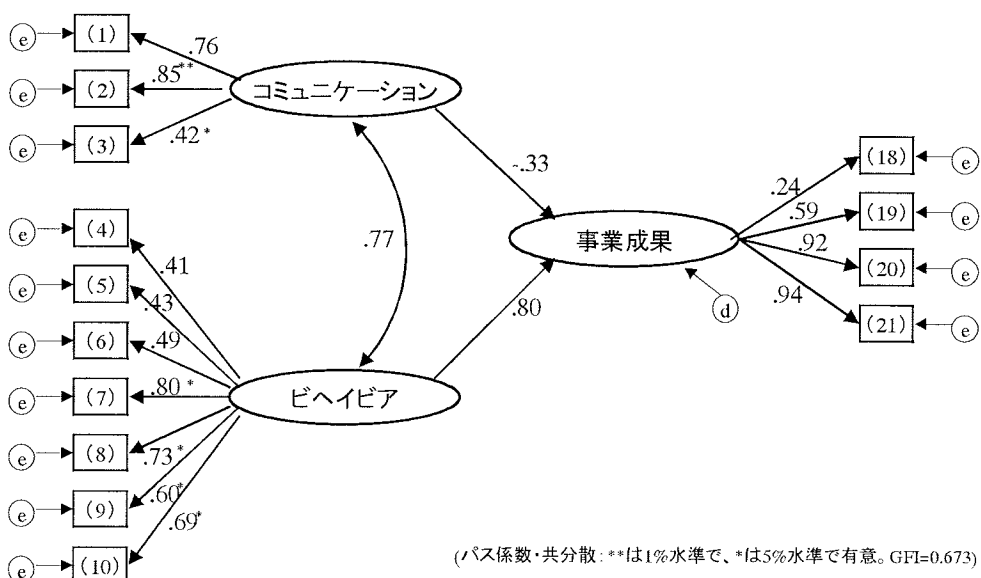 e
(1)
.76
e
(2)
.85**
コミュニケーション
e
(3)
.42*
-.33
(18)
e
.24
(4)
e
.59
(19)
e
.41
.77
事業成果
(5)
e
.92
(20)
e
.43
(6)
e
.49
.80
d
.94
(21)
e
(7)
e
.80*
ビヘイビア
(8)
e
.73*
(9)
e
.60*
.69*
(10)
e
(パス係数・共分散: **は1%水準で、*は5%水準で有意。GFI=0.673)